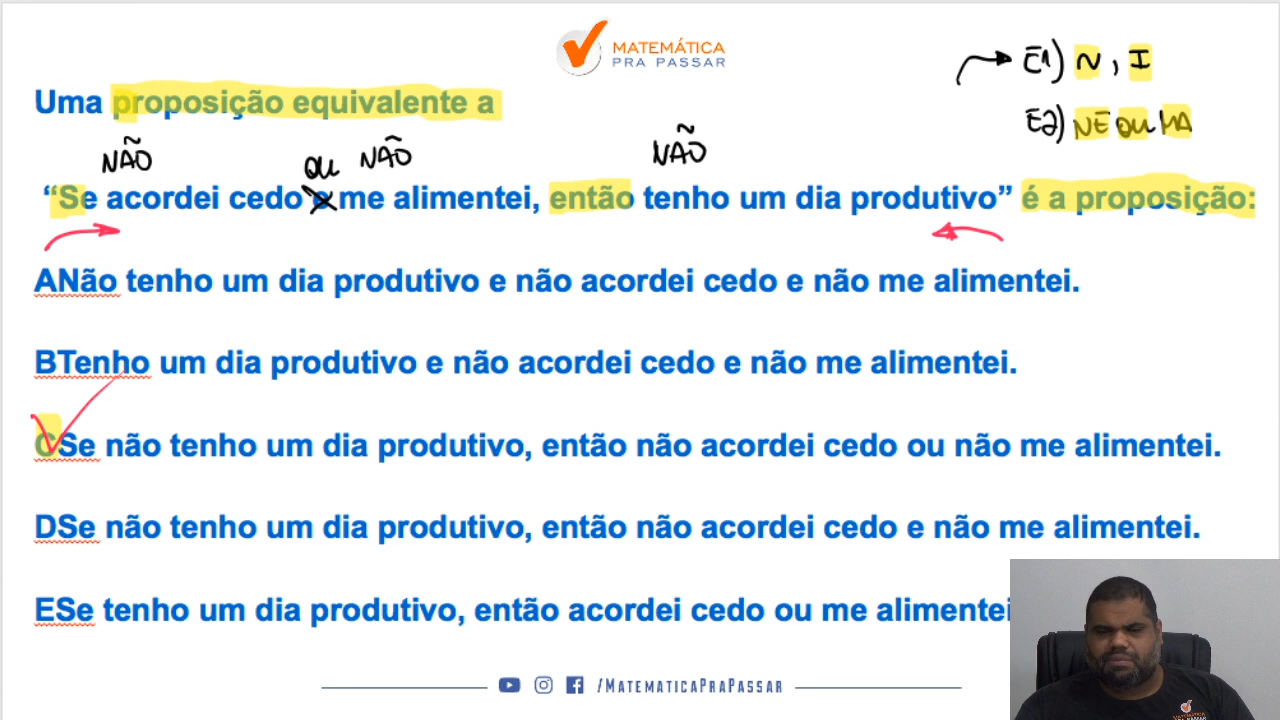 MATEMÁTICA
PRA PASSAR
E1) N, I
Uma proposição equivalente a
E2) NE OU MA
NÃO OU NÃO NÃO
“Se acordei cedo e me alimentei, então tenho um dia produtivo” é a proposição:
ANão tenho um dia produtivo e não acordei cedo e não me alimentei.
BTenho um dia produtivo e não acordei cedo e não me alimentei.
CSe não tenho um dia produtivo, então não acordei cedo ou não me alimentei.
DSe não tenho um dia produtivo, então não acordei cedo e não me alimentei.
ESe tenho um dia produtivo, então acordei cedo ou me alimentei
/MATEMATICAPRAPASSAR
MATEMÁTICA
PRA PASSAR